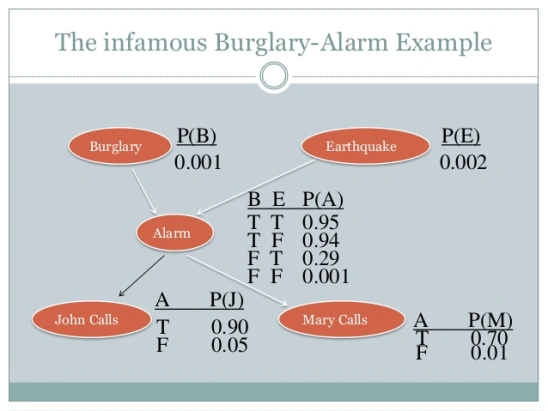 The infamous Burglary-Alarm Example
Burglary
P(B)
0.001
Earthquake
P(E)
0.002
B E P(A)
T T 0.95
T F 0.94
F T 0.29
F F 0.001
Alarm
John Calls
A P(J)
T 0.90
F 0.05
Mary Calls
A P(M)
T 0.70
F 0.01